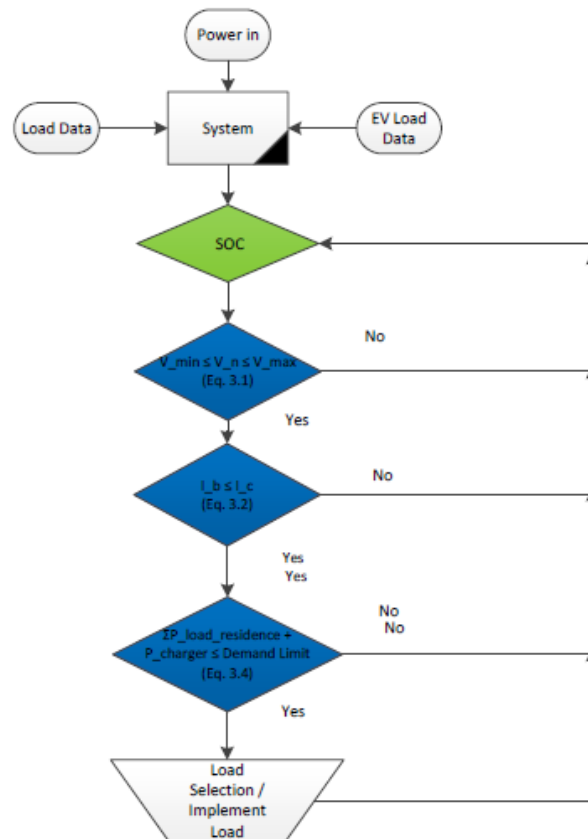 Power in
Load Data
System
EV Load
Data
SOC
V_min ≤ V_n ≤ V_max
(Eq. 3.1)
No
Yes
I_b ≤ I_c
(Eq. 3.2)
No
Yes
Yes
ΣP_load_residence +
P_charger ≤ Demand Limit
(Eq. 3.4)
No
No
Yes
Load
Selection /
Implement
Load